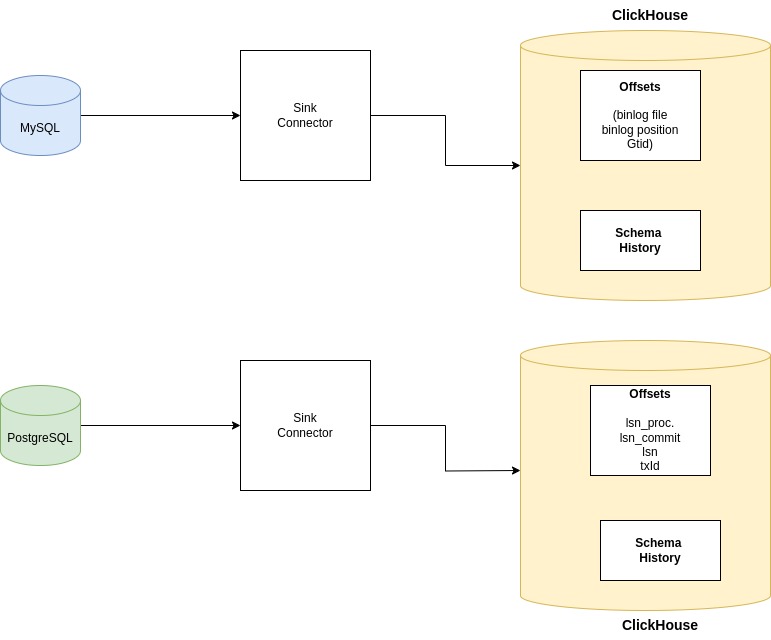 ClickHouse
MySQL
Sink
Connector
Offsets
(binlog file
binlog position
Gtid)
Schema
History
PostgreSQL
Sink
Connector
Offsets
lsn_proc.
lsn_commit
lsn
txId
Schema
History
ClickHouse